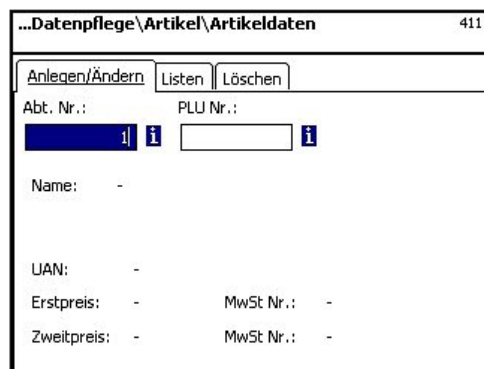 ...Datenpflege\Artikel\Artikeldaten 411
Anlegen/Ändern Listen Löschen
Abt. Nr.: PLU Nr.:
1 i i
Name: -
UAN: -
Erstpreis: - MwSt Nr.: -
Zweitpreis: - MwSt Nr.: -